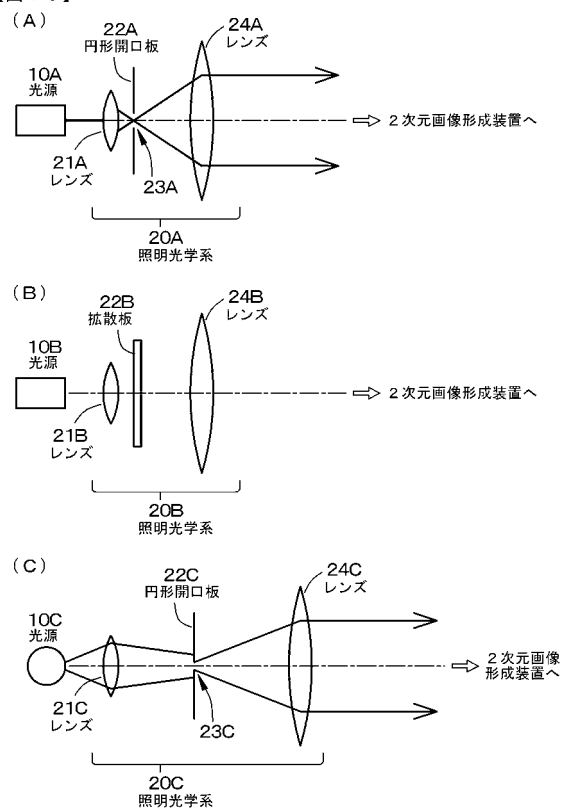 (A)
22A
円形開口板
24A
レンズ
10A
光源
2次元画像形成装置へ
21A
レンズ
23A
20A
照明光学系
(B)
22B
拡散板
24B
レンズ
10B
光源
2次元画像形成装置へ
21B
レンズ
20B
照明光学系
(C)
22C
円形開口板
24C
レンズ
10C
光源
2次元画像
形成装置へ
21C
レンズ
23C
20C
照明光学系